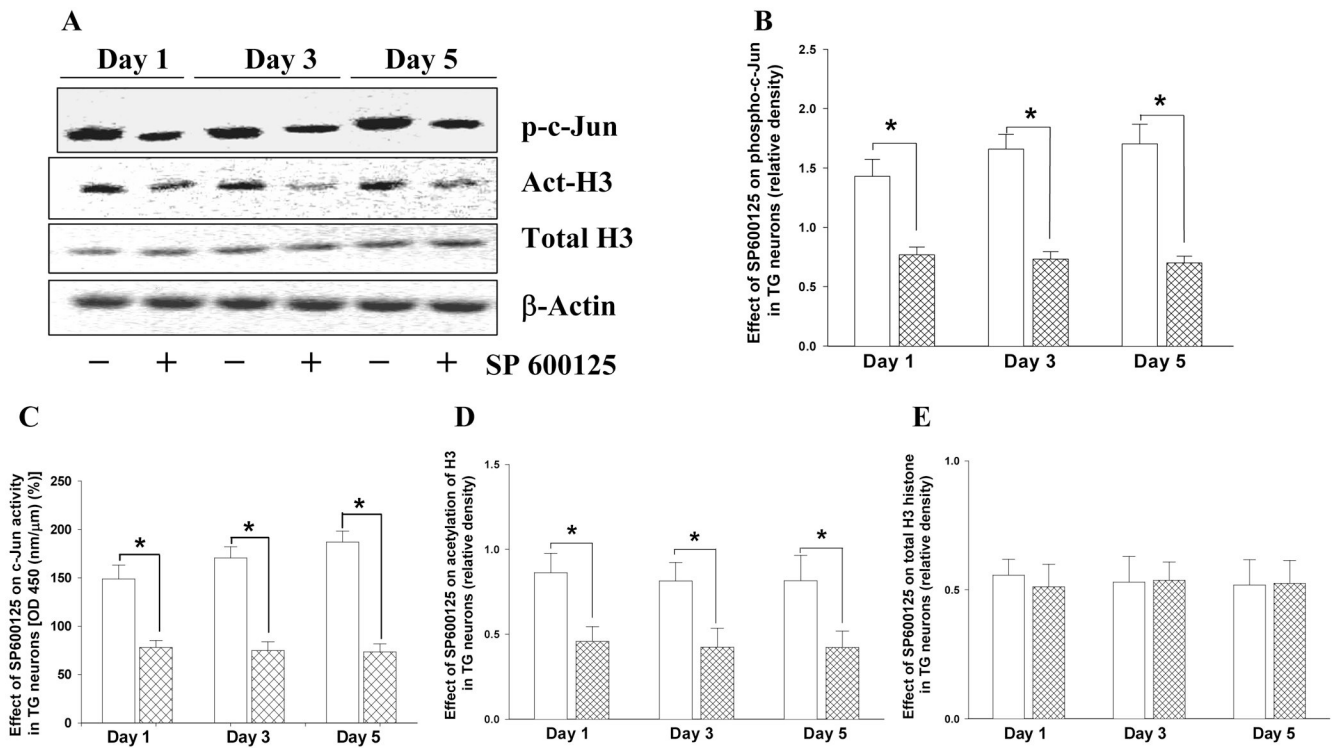 A
Day 1 Day 3 Day 5
p-c-Jun
Act-H3
Total H3
β-Actin
– + – + – + SP 600125
B
Effect of SP600125 on phospho-c-Jun
in TG neurons (relative density)
2.5
2.0
1.5
1.0
0.5
0.0
* * *
Day 1 Day 3 Day 5
C
Effect of SP600125 on c-Jun activity
in TG neurons [OD 450 (nm/µm) (%)]
250
200
150
100
50
0
* * *
Day 1 Day 3 Day 5
D
Effect of SP600125 on acetylation of H3
in TG neurons (relative density)
1.5
1.0
0.5
0.0
* * *
Day 1 Day 3 Day 5
E
Effect of SP600125 on total H3 histone
in TG neurons (relative density)
1.0
0.5
0.0
Day 1 Day 3 Day 5